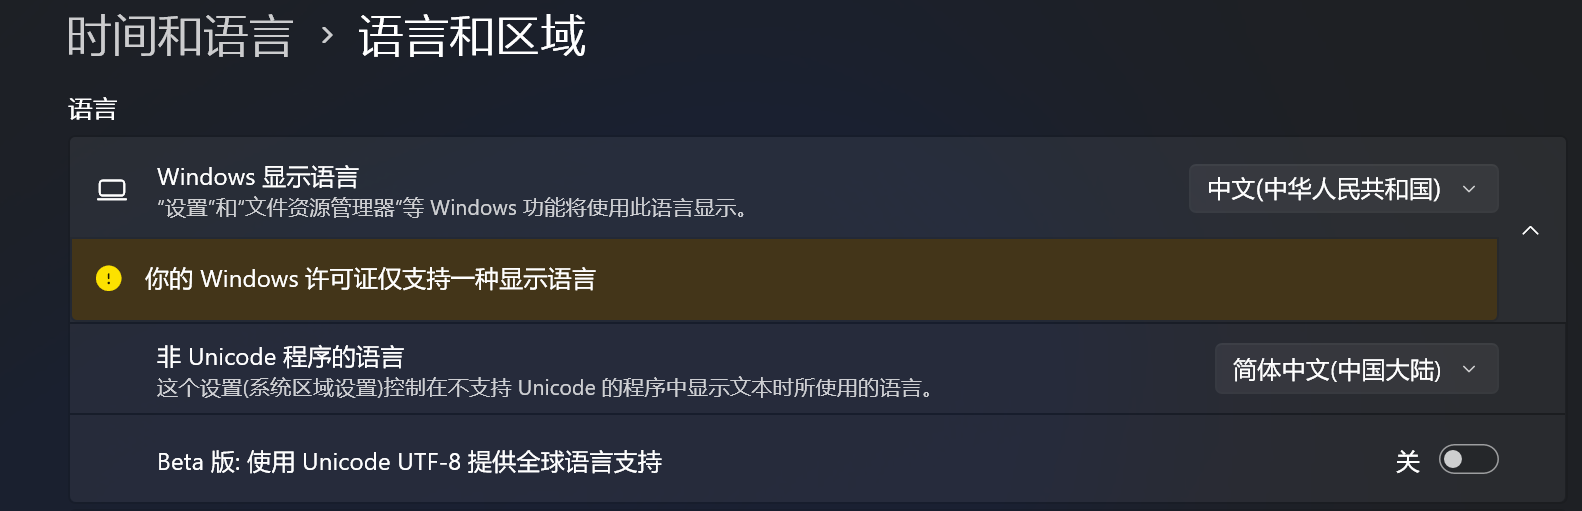 时间和语言 › 语言和区域
语言
Windows 显示语言
“设置”和“文件资源管理器”等 Windows 功能将使用此语言显示。
中文(中华人民共和国)
你的 Windows 许可证仅支持一种显示语言
非 Unicode 程序的语言
这个设置(系统区域设置)控制在不支持 Unicode 的程序中显示文本时所使用的语言。
简体中文(中国大陆)
Beta 版: 使用 Unicode UTF-8 提供全球语言支持
关